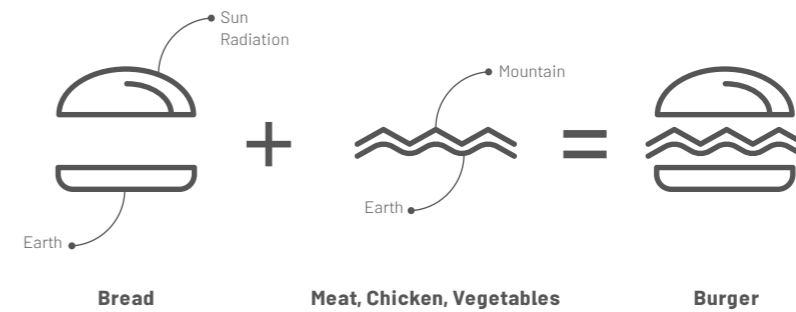 Sun
Radiation
Mountain
Earth
Earth
Bread
Meat, Chicken, Vegetables
Burger